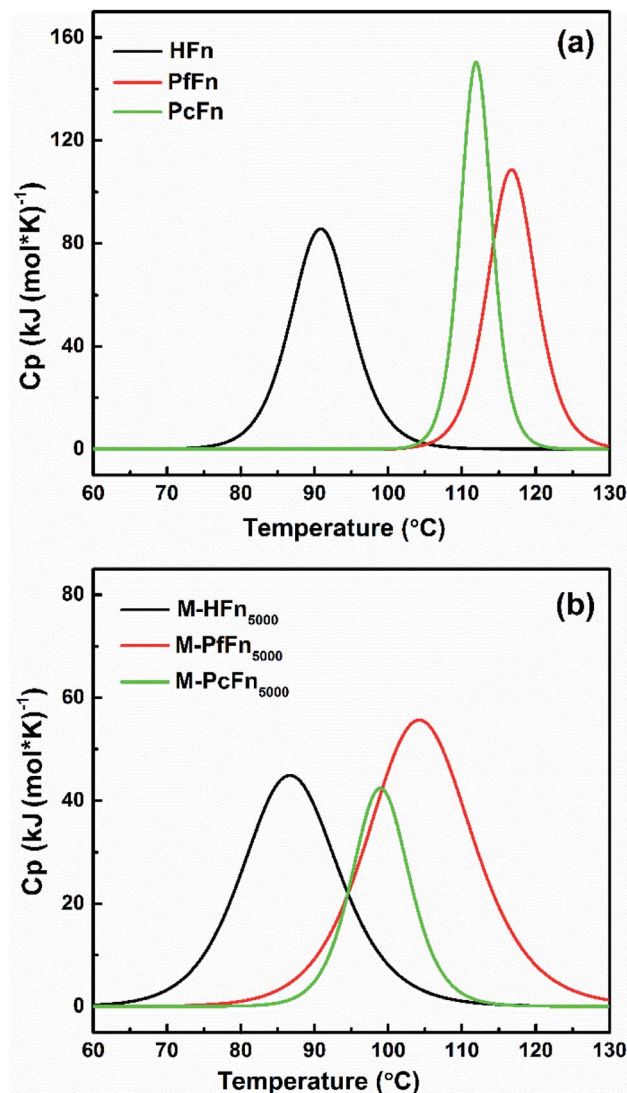 (a)
HFn
PfFn
PcFn
Cp (kJ (mol*K)⁻¹
160
120
80
40
0
60 70 80 90 100 110 120 130
Temperature (°C)
(b)
M-HFn₅₀₀₀
M-PfFn₅₀₀₀
M-PcFn₅₀₀₀
Cp (kJ (mol*K)⁻¹
80
60
40
20
0
60 70 80 90 100 110 120 130
Temperature (°C)